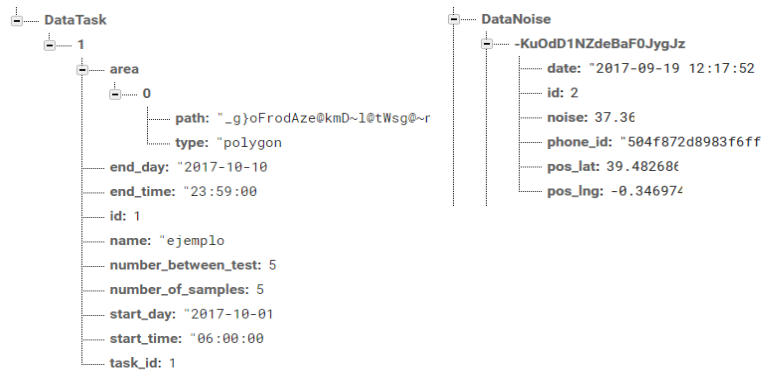 DataTask
1
area
0
path: "_g}oFrodAze@kmD~l@tWsg@~r
type: "polygon
end_day: "2017-10-10
end_time: "23:59:00
id: 1
name: "ejemplo
number_between_test: 5
number_of_samples: 5
start_day: "2017-10-01
start_time: "06:00:00
task_id: 1
DataNoise
-KuOdD1NZdeBaF0JygJz
date: "2017-09-19 12:17:52
id: 2
noise: 37.36
phone_id: "504f872d8983f6ff
pos_lat: 39.482686
pos_lng: -0.346974